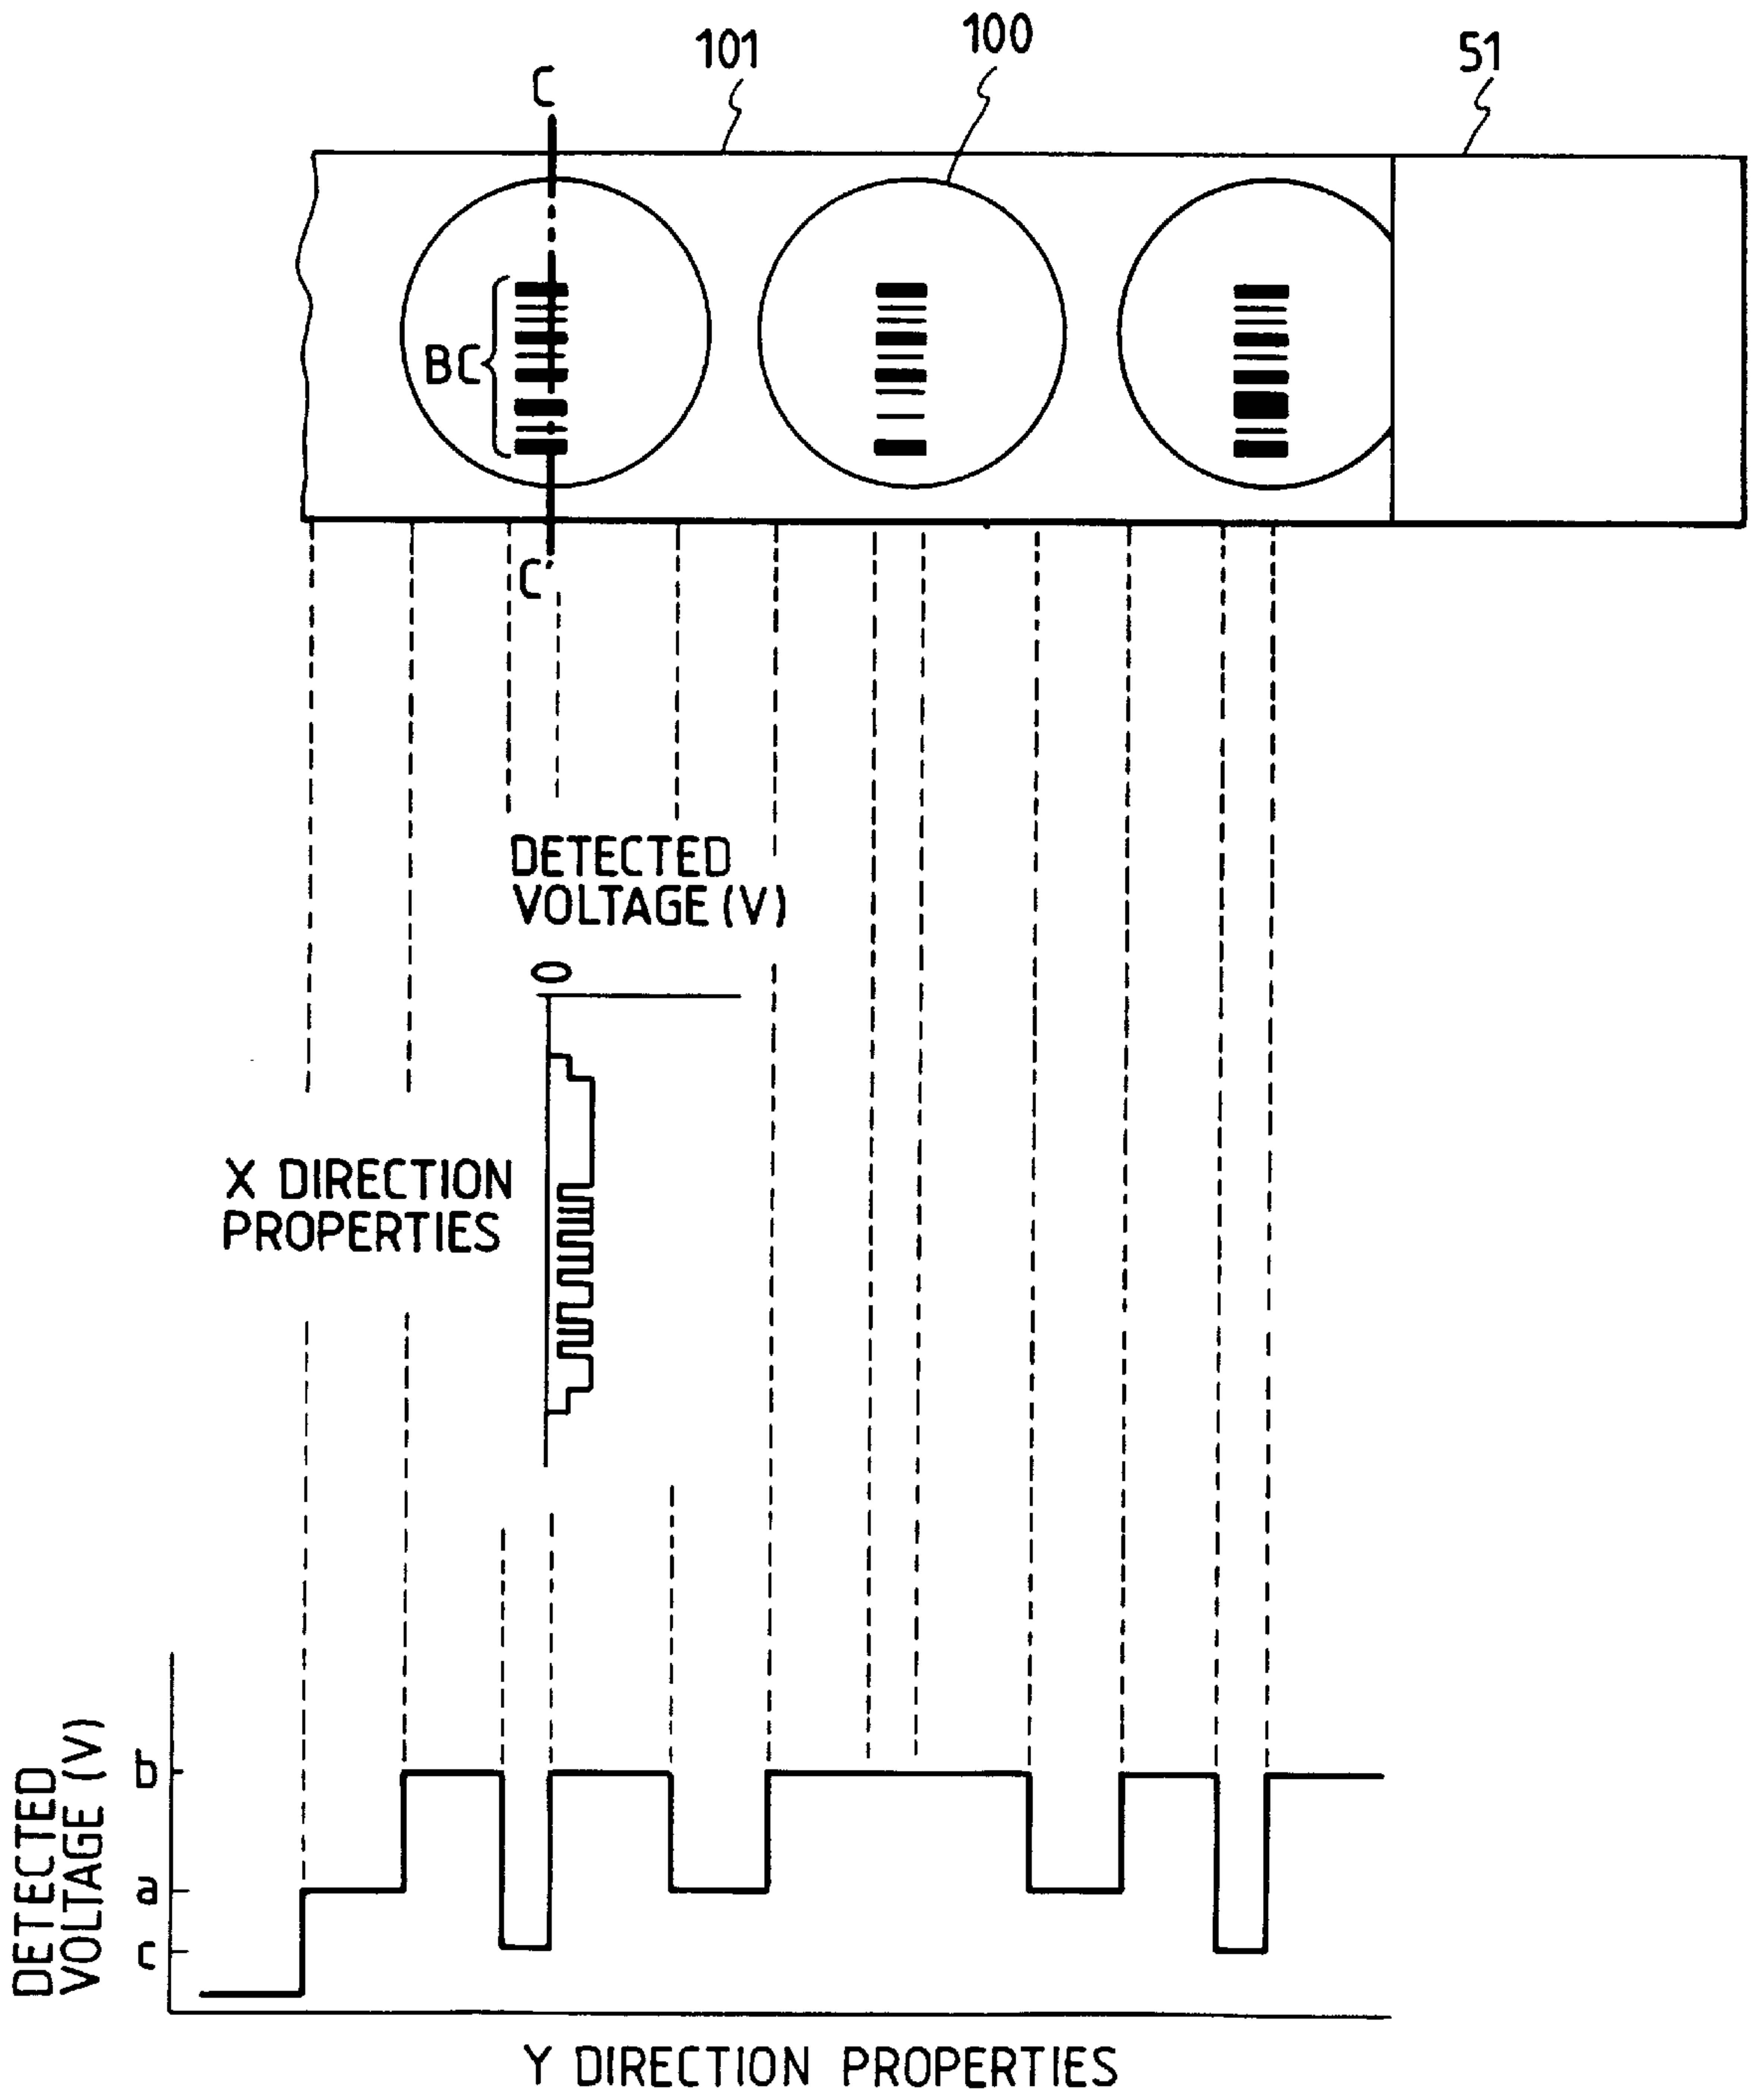 101
100
51
C
BC
C'
DETECTED
VOLTAGE (V)
0
X DIRECTION
PROPERTIES
DETECTED
VOLTAGE (V)
b
a
c
Y DIRECTION PROPERTIES